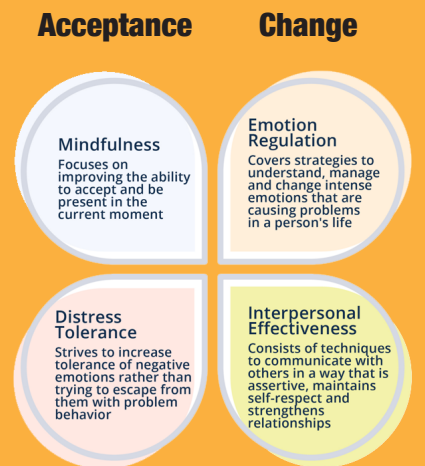 Acceptance
Change
Mindfulness
Focuses on
improving the ability
to accept and be
present in the
current moment
Emotion
Regulation
Covers strategies to
understand, manage
and change intense
emotions that are
causing problems
in a person's life
Distress
Tolerance
Strives to increase
tolerance of negative
emotions rather than
trying to escape from
them with problem
behavior
Interpersonal
Effectiveness
Consists of techniques
to communicate with
others in a way that is
assertive, maintains
self-respect and
strengthens
relationships